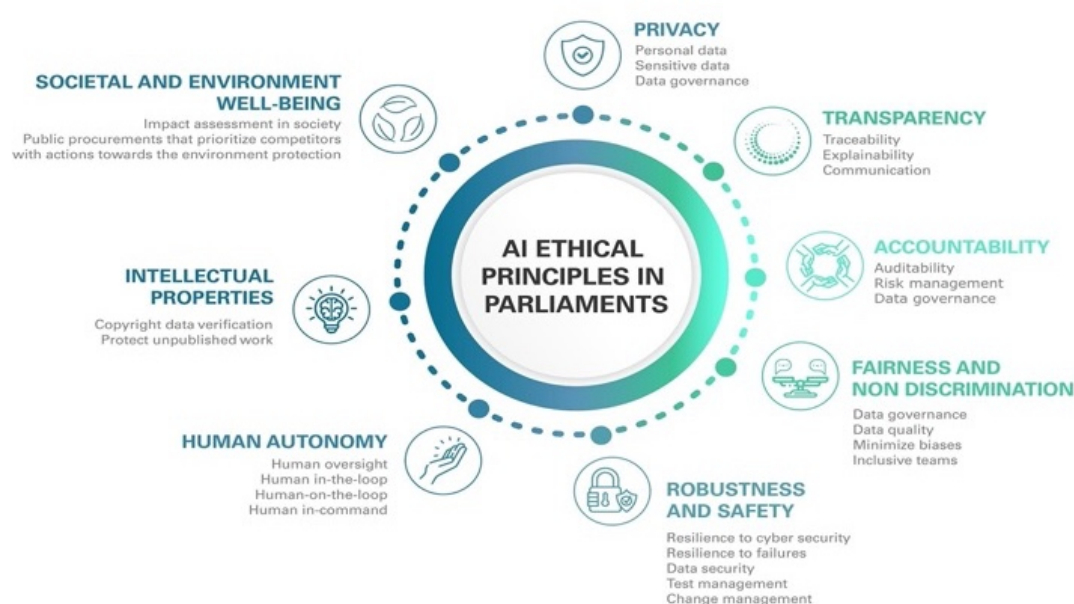 AI ETHICAL
PRINCIPLES IN
PARLIAMENTS
PRIVACY
Personal data
Sensitive data
Data governance
TRANSPARENCY
Traceability
Explainability
Communication
ACCOUNTABILITY
Auditability
Risk management
Data governance
FAIRNESS AND
NON DISCRIMINATION
Data governance
Data quality
Minimize biases
Inclusive teams
ROBUSTNESS
AND SAFETY
Resilience to cyber security
Resilience to failures
Data security
Test management
Change management
HUMAN AUTONOMY
Human oversight
Human in-the-loop
Human-on-the-loop
Human in-command
INTELLECTUAL
PROPERTIES
Copyright data verification
Protect unpublished work
SOCIETAL AND ENVIRONMENT
WELL-BEING
Impact assessment in society
Public procurements that prioritize competitors
with actions towards the environment protection